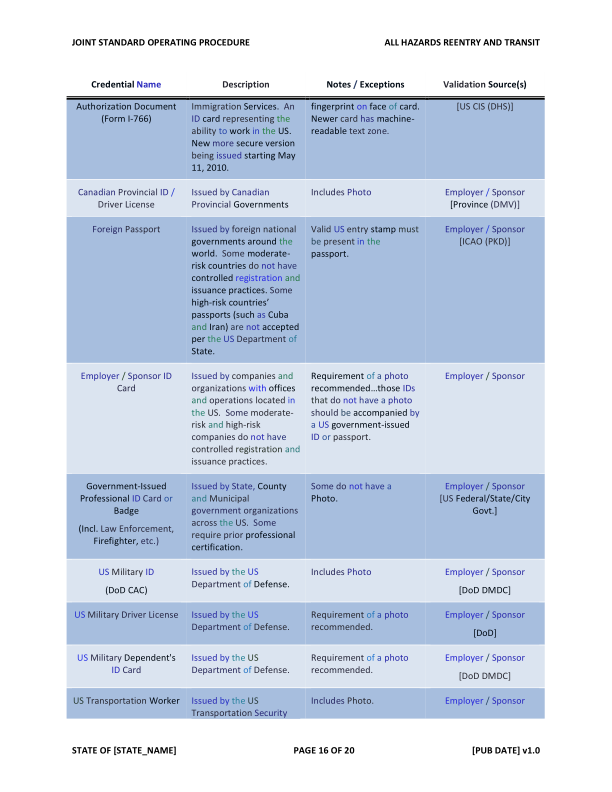 JOINT STANDARD OPERATING PROCEDURE ALL HAZARDS REENTRY AND TRANSIT
Credential Name Description Notes / Exceptions Validation Source(s)
Authorization Document
(Form I-766)
Immigration Services. An
ID card representing the
ability to work in the US.
New more secure version
being issued starting May
11, 2010.
fingerprint on face of card.
Newer card has machine-
readable text zone.
[US CIS (DHS)]
Canadian Provincial ID /
Driver License
Issued by Canadian
Provincial Governments
Includes Photo
Employer / Sponsor
[Province (DMV)]
Foreign Passport
Issued by foreign national
governments around the
world. Some moderate-
risk countries do not have
controlled registration and
issuance practices. Some
high-risk countries’
passports (such as Cuba
and Iran) are not accepted
per the US Department of
State.
Valid US entry stamp must
be present in the
passport.
Employer / Sponsor
[ICAO (PKD)]
Employer / Sponsor ID
Card
Issued by companies and
organizations with offices
and operations located in
the US. Some moderate-
risk and high-risk
companies do not have
controlled registration and
issuance practices.
Requirement of a photo
recommended…those IDs
that do not have a photo
should be accompanied by
a US government-issued
ID or passport.
Employer / Sponsor
Government-Issued
Professional ID Card or
Badge
(Incl. Law Enforcement,
Firefighter, etc.)
Issued by State, County
and Municipal
government organizations
across the US. Some
require prior professional
certification.
Some do not have a
Photo.
Employer / Sponsor
[US Federal/State/City
Govt.]
US Military ID
(DoD CAC)
Issued by the US
Department of Defense.
Includes Photo
Employer / Sponsor
[DoD DMDC]
US Military Driver License
Issued by the US
Department of Defense.
Requirement of a photo
recommended.
Employer / Sponsor
[DoD]
US Military Dependent's
ID Card
Issued by the US
Department of Defense.
Requirement of a photo
recommended.
Employer / Sponsor
[DoD DMDC]
US Transportation Worker
Issued by the US
Transportation Security
Includes Photo.
Employer / Sponsor
STATE OF [STATE_NAME] PAGE 16 OF 20 [PUB DATE] v1.0